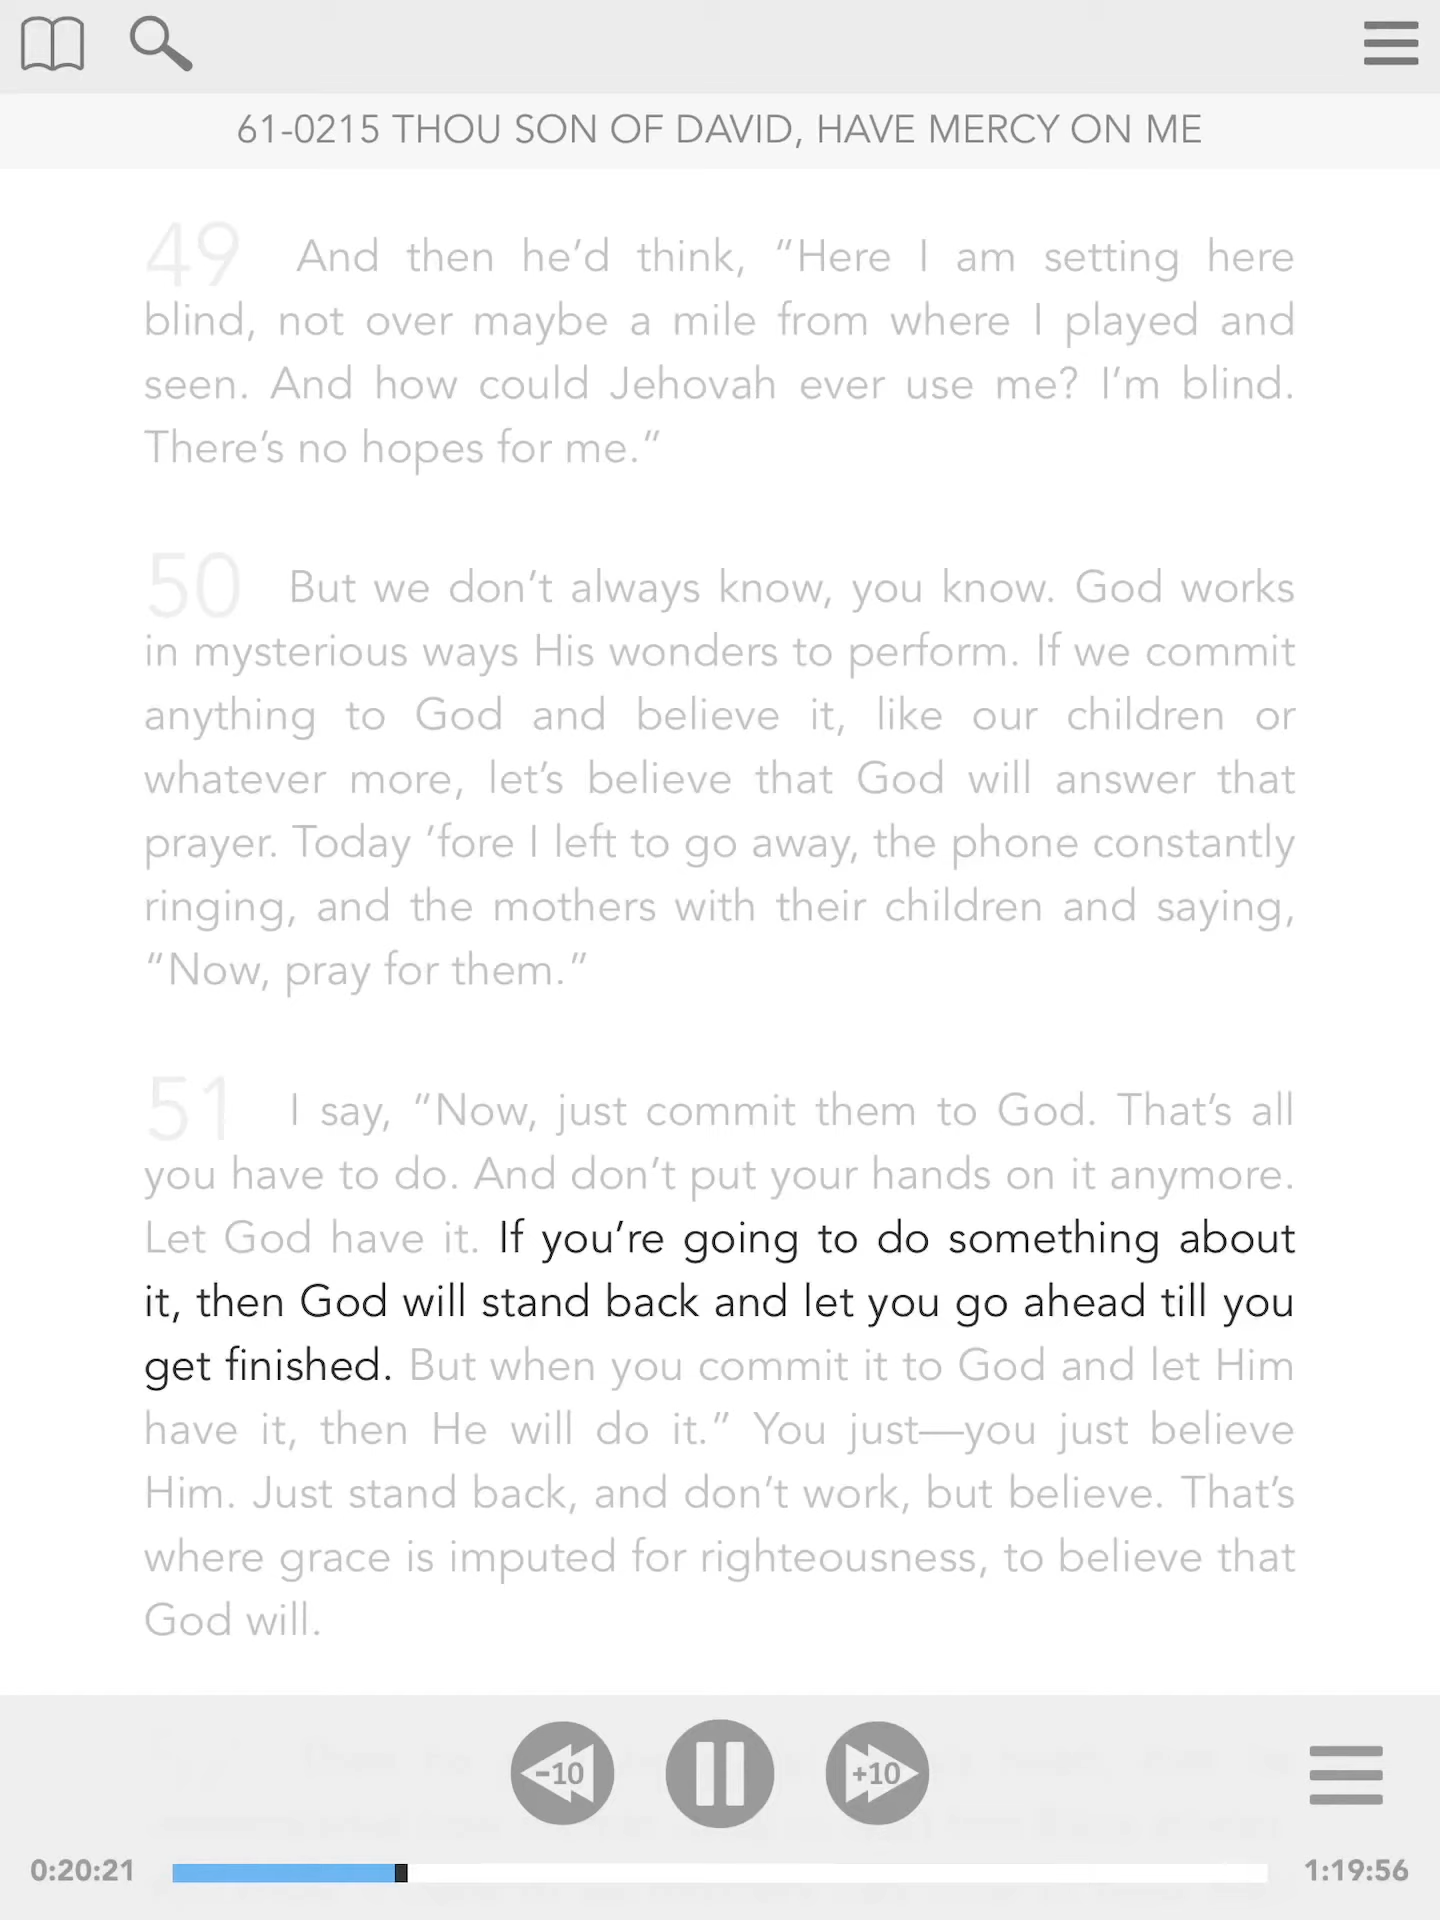 61-0215 THOU SON OF DAVID, HAVE MERCY ON ME
49 And then he’d think, “Here I am setting here
blind, not over maybe a mile from where I played and
seen. And how could Jehovah ever use me? I’m blind.
There’s no hopes for me.”
50 But we don’t always know, you know. God works
in mysterious ways His wonders to perform. If we commit
anything to God and believe it, like our children or
whatever more, let’s believe that God will answer that
prayer. Today ’fore I left to go away, the phone constantly
ringing, and the mothers with their children and saying,
“Now, pray for them.”
51 I say, “Now, just commit them to God. That’s all
you have to do. And don’t put your hands on it anymore.
Let God have it. If you’re going to do something about
it, then God will stand back and let you go ahead till you
get finished. But when you commit it to God and let Him
have it, then He will do it.” You just—you just believe
Him. Just stand back, and don’t work, but believe. That’s
where grace is imputed for righteousness, to believe that
God will.
-10 +10
0:20:21 1:19:56